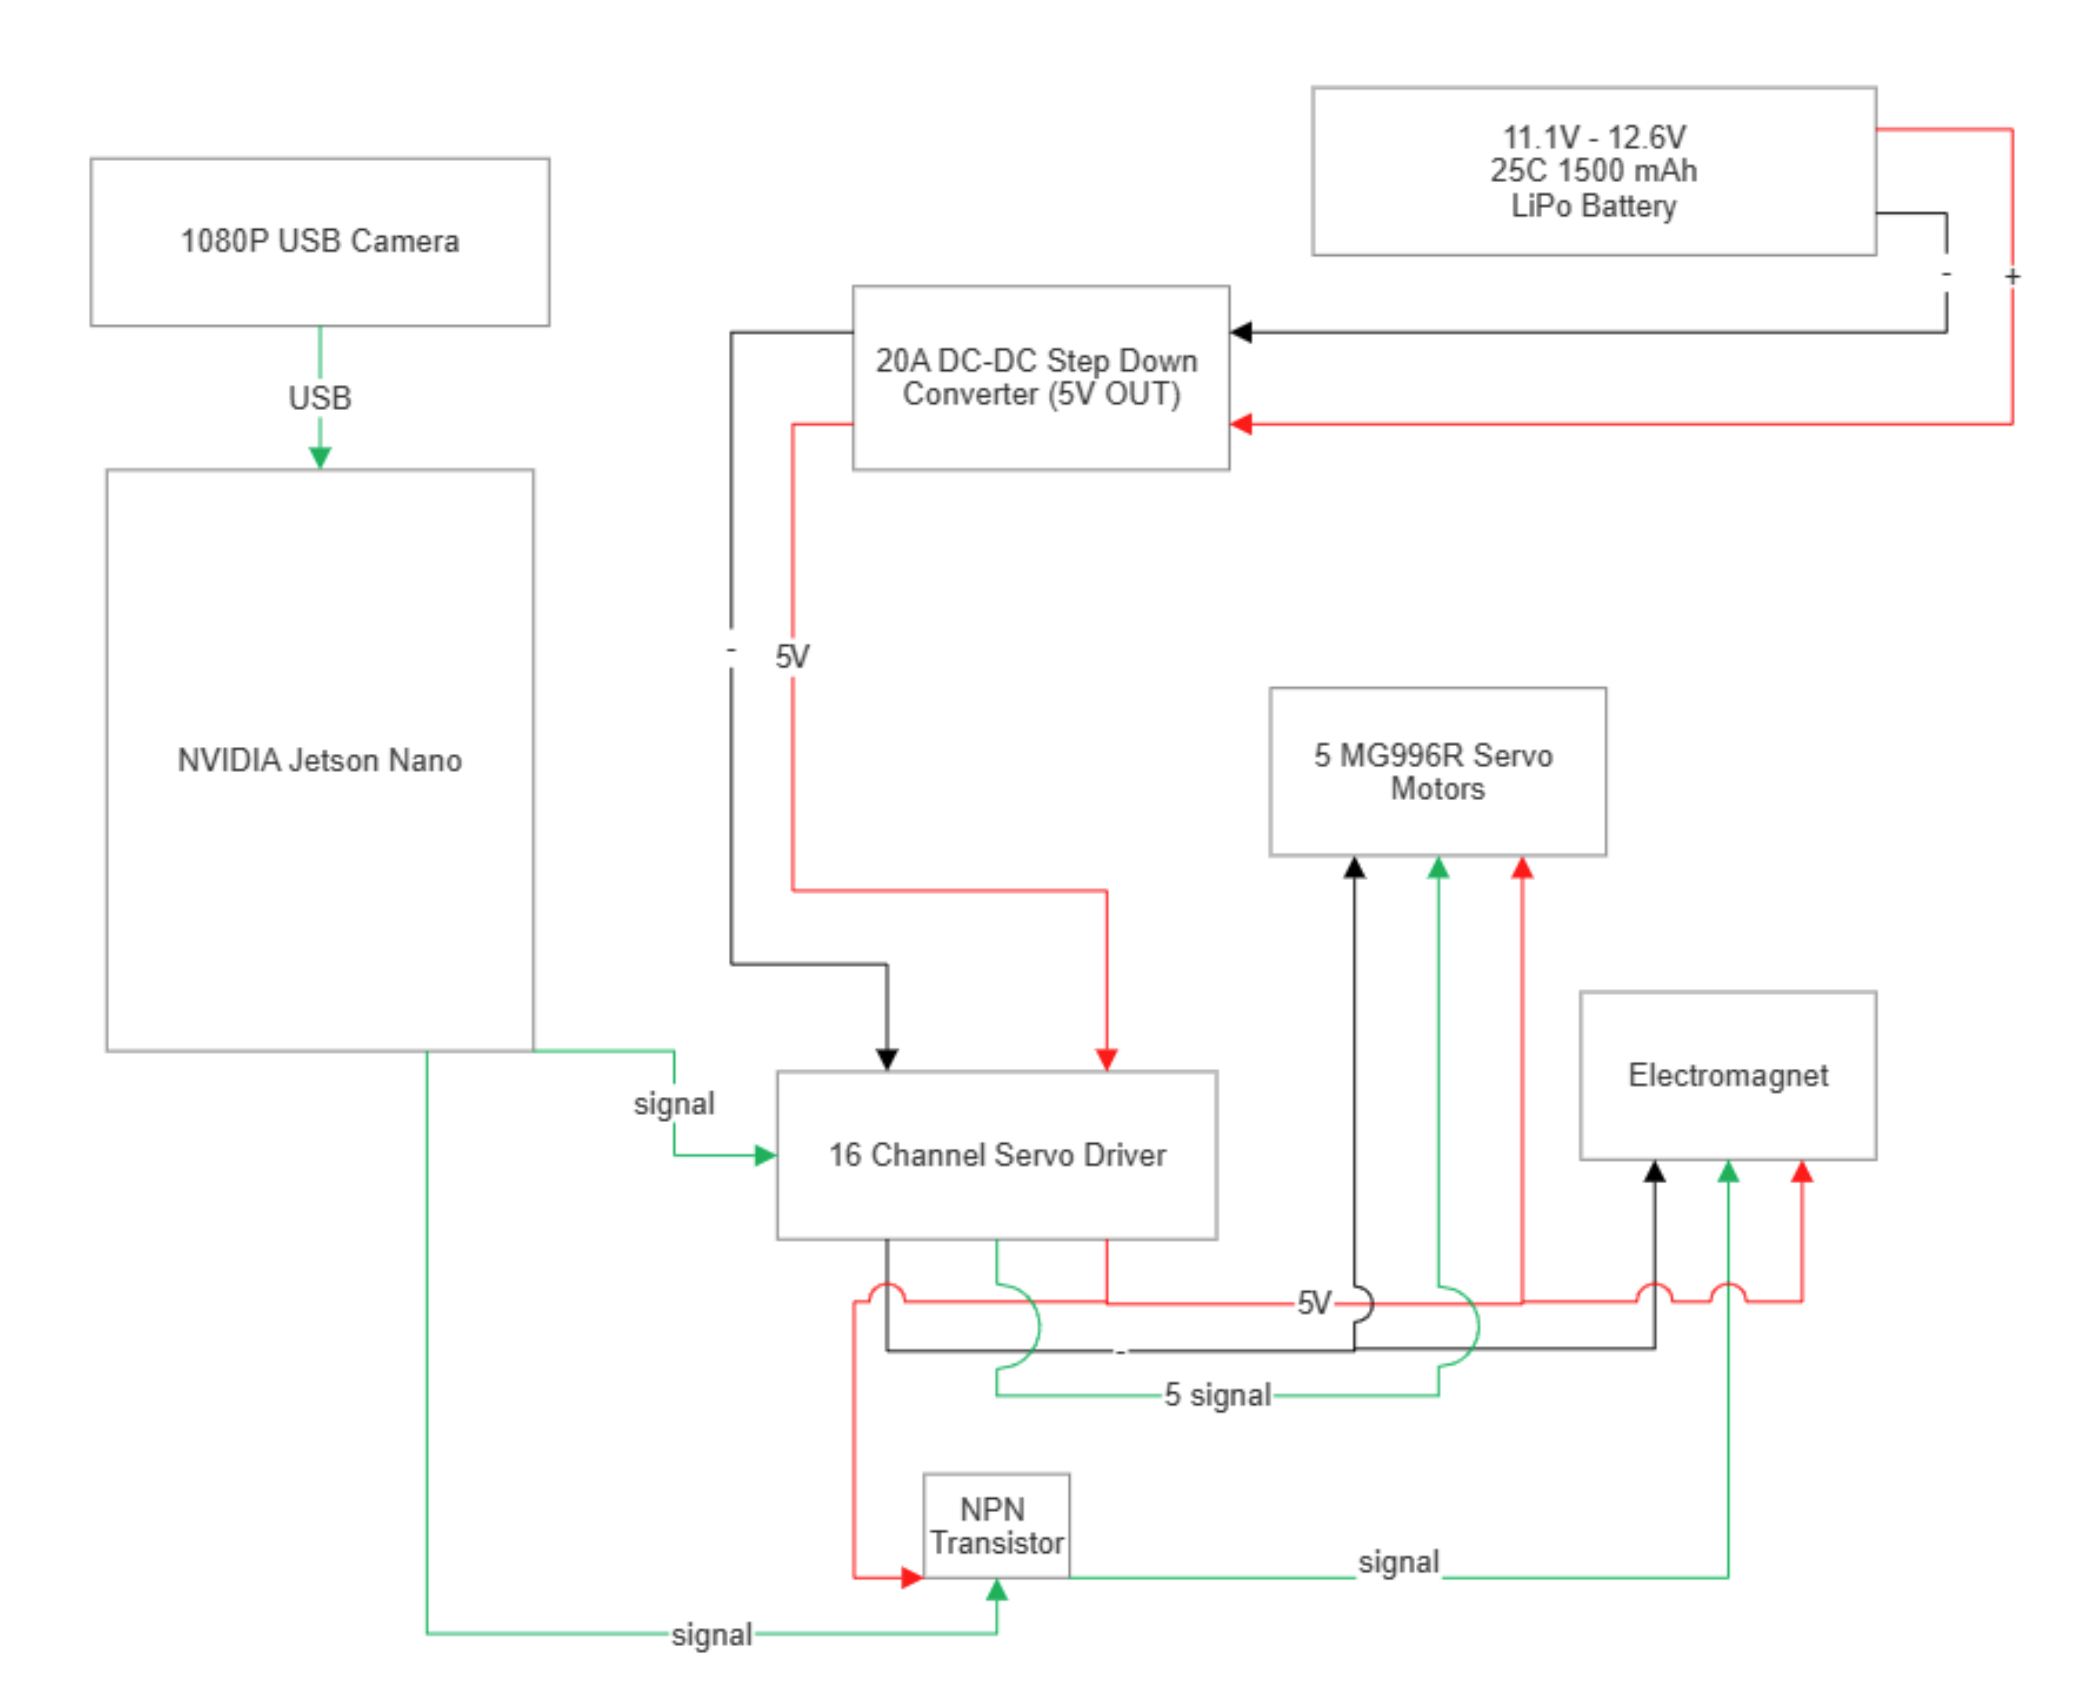 11.1V - 12.6V
25C 1500 mAh
LiPo Battery
1080P USB Camera
-
+
20A DC-DC Step Down
Converter (5V OUT)
USB
-
5V
NVIDIA Jetson Nano
5 MG996R Servo
Motors
Electromagnet
signal
16 Channel Servo Driver
5V
-
5 signal
NPN
Transistor
signal
signal